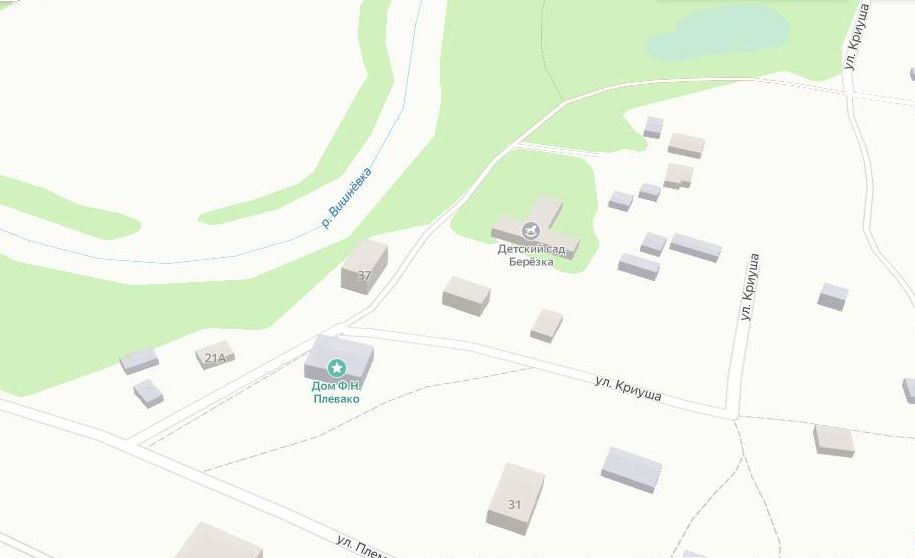 ул. Криуша
р. Вишнёвка
Детский сад
Берёзка
37
ул. Криуша
21А
Дом Ф.Н.
Плевако
ул. Криуша
31
ул. Плем